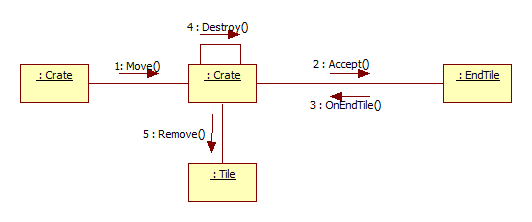 4 : Destroy()
1: Move()
2 : Accept()
: Crate
: Crate
: EndTile
3 : OnEndTile()
5 : Remove()
: Tile